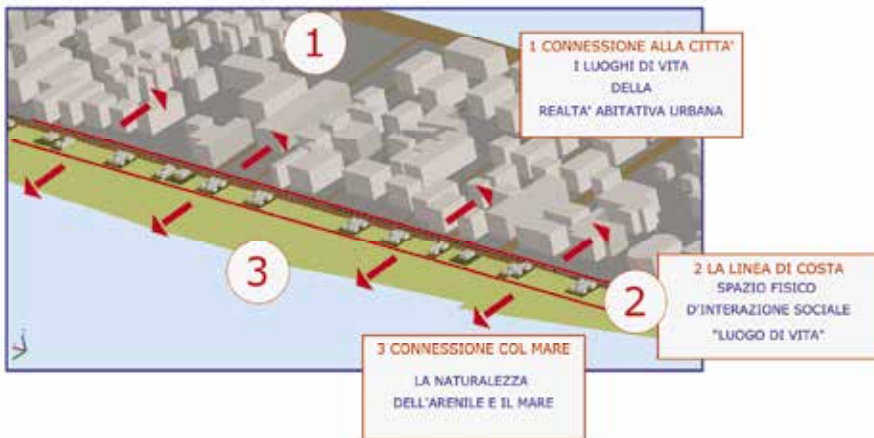 1
1 CONNESSIONE ALLA CITTA'
I LUOGHI DI VITA
DELLA
REALTA' ABITATIVA URBANA
3
2
2 LA LINEA DI COSTA
SPAZIO FISICO
D'INTERAZIONE SOCIALE
"LUOGO DI VITA"
3 CONNESSIONE COL MARE
LA NATURALEZZA
DELL'ARENILE E IL MARE